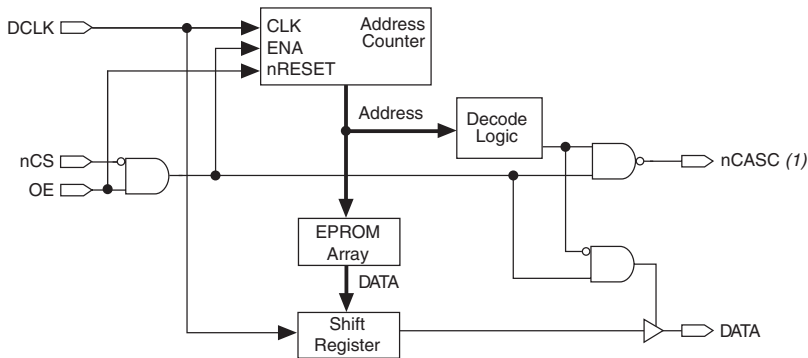 DCLK
CLK
ENA
nRESET
Address
Counter
Address
Decode
Logic
nCS
OE
nCASC (1)
EPROM
Array
DATA
Shift
Register
DATA